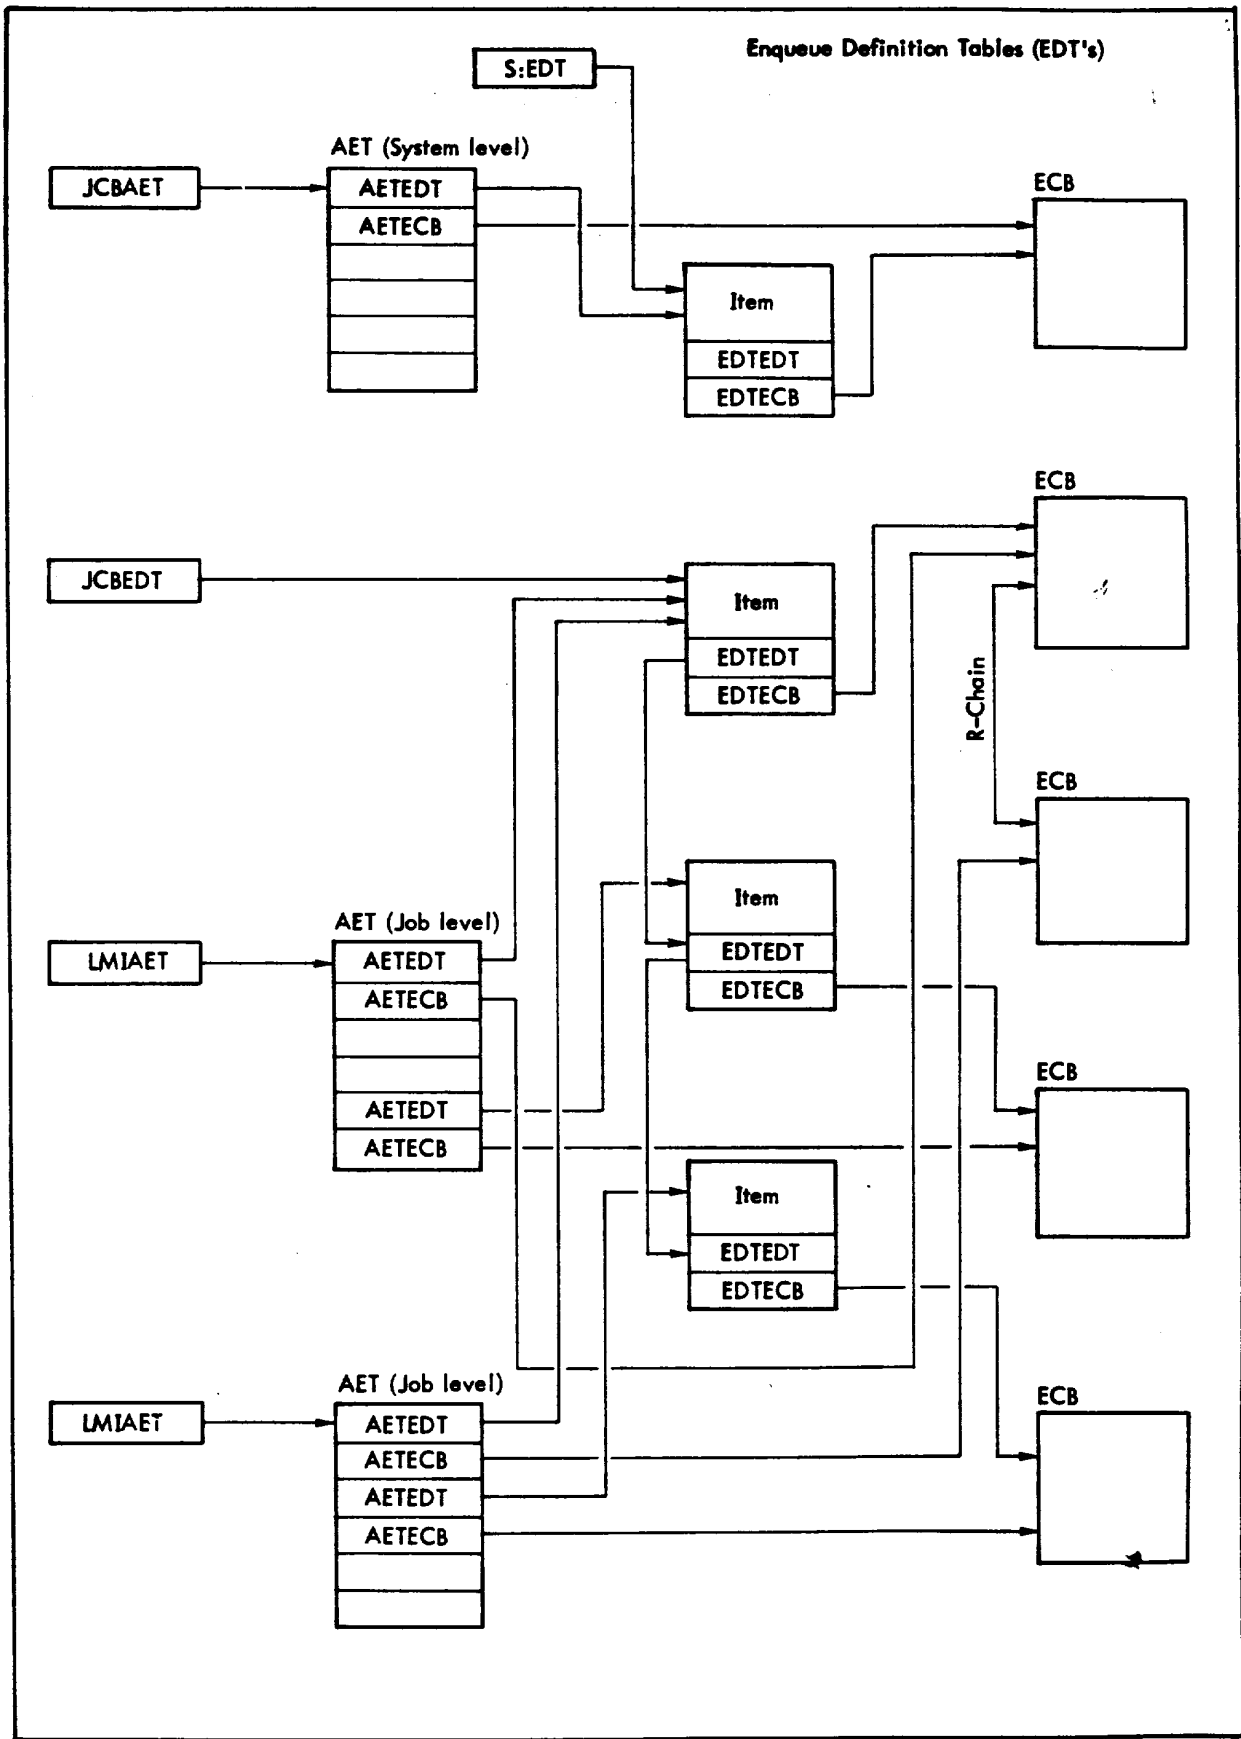 Enqueue Definition Tables (EDT's)
S:EDT
AET (System level)
JCBAET
AETEDT
AETECB
ECB
Item
EDTEDT
EDTECB
ECB
JCBEDT
Item
EDTEDT
EDTECB
R-Chain
ECB
Item
EDTEDT
EDTECB
AET (Job level)
LMIAET
AETEDT
AETECB
AETEDT
AETECB
ECB
Item
EDTEDT
EDTECB
AET (Job level)
LMIAET
AETEDT
AETECB
AETEDT
AETECB
ECB